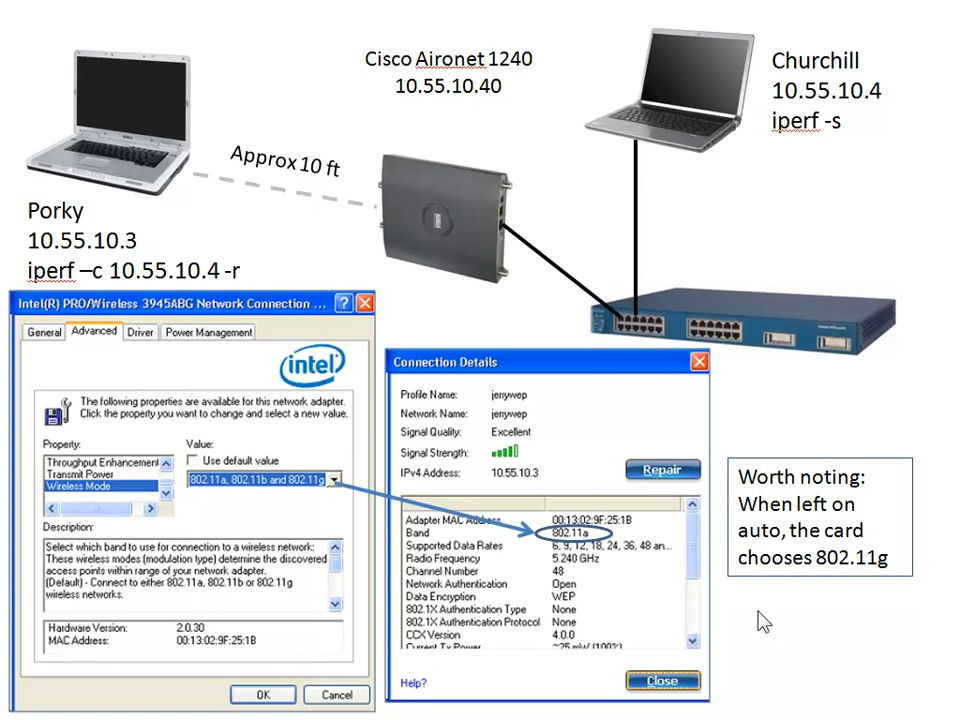 Cisco Aironet 1240
10.55.10.40
Churchill
10.55.10.4
iperf -s
Approx 10 ft
Porky
10.55.10.3
iperf –c 10.55.10.4 -r
Intel(R) PRO/Wireless 3945ABG Network Connection ...
General Advanced Driver Power Management
intel
The following properties are available for this network adapter.
Click the property you want to change and select a new value.
Property:
Value:
Throughput Enhancement
Transmit Power
Wireless Mode
Use default value
802.11a, 802.11b and 802.11g
Description:
Select which band to use for connection to a wireless network:
These wireless modes (modulation type) determine the discovered
access points within range of your network adapter.
(Default) - Connect to either 802.11a, 802.11b or 802.11g
wireless networks.
Hardware Version: 2.0.30
MAC Address: 00:13:02:9F:25:1B
OK Cancel
Connection Details
Profile Name: jerrywep
Network Name: jerrywep
Signal Quality: Excellent
Signal Strength:
IPv4 Address: 10.55.10.3
Repair
Adapter MAC Address 00:13:02:9F:25:1B
Band 802.11a
Supported Data Rates 6, 9, 12, 18, 24, 36, 48 an...
Radio Frequency 5.240 GHz
Channel Number 48
Network Authentication Open
Data Encryption WEP
802.1X Authentication Type None
802.1X Authentication Protocol None
CCX Version 4.0.0
Current Tx Power ~25 mW (100%)
Help?
Close
Worth noting:
When left on
auto, the card
chooses 802.11g